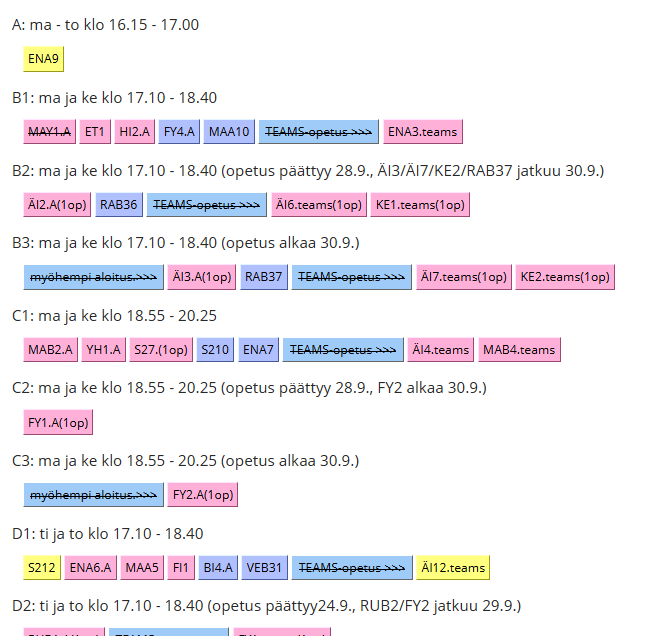 A: ma - to klo 16.15 - 17.00
ENA9
B1: ma ja ke klo 17.10 - 18.40
MAY1.A ET1 HI2.A FY4.A MAA10 TEAMS-opetus >>> ENA3.teams
B2: ma ja ke klo 17.10 - 18.40 (opetus päättyy 28.9., ÄI3/ÄI7/KE2/RAB37 jatkuu 30.9.)
ÄI2.A(1op) RAB36 TEAMS-opetus >>> ÄI6.teams(1op) KE1.teams(1op)
B3: ma ja ke klo 17.10 - 18.40 (opetus alkaa 30.9.)
myöhempi aloitus.>>> ÄI3.A(1op) RAB37 TEAMS-opetus >>> ÄI7.teams(1op) KE2.teams(1op)
C1: ma ja ke klo 18.55 - 20.25
MAB2.A YH1.A S27.(1op) S210 ENA7 TEAMS-opetus >>> ÄI4.teams MAB4.teams
C2: ma ja ke klo 18.55 - 20.25 (opetus päättyy 28.9., FY2 alkaa 30.9.)
FY1.A(1op)
C3: ma ja ke klo 18.55 - 20.25 (opetus alkaa 30.9.)
myöhempi aloitus.>>> FY2.A(1op)
D1: ti ja to klo 17.10 - 18.40
S212 ENA6.A MAA5 FI1 BI4.A VEB31 TEAMS-opetus >>> ÄI12.teams
D2: ti ja to klo 17.10 - 18.40 (opetus päättyy24.9., RUB2/FY2 jatkuu 29.9.)